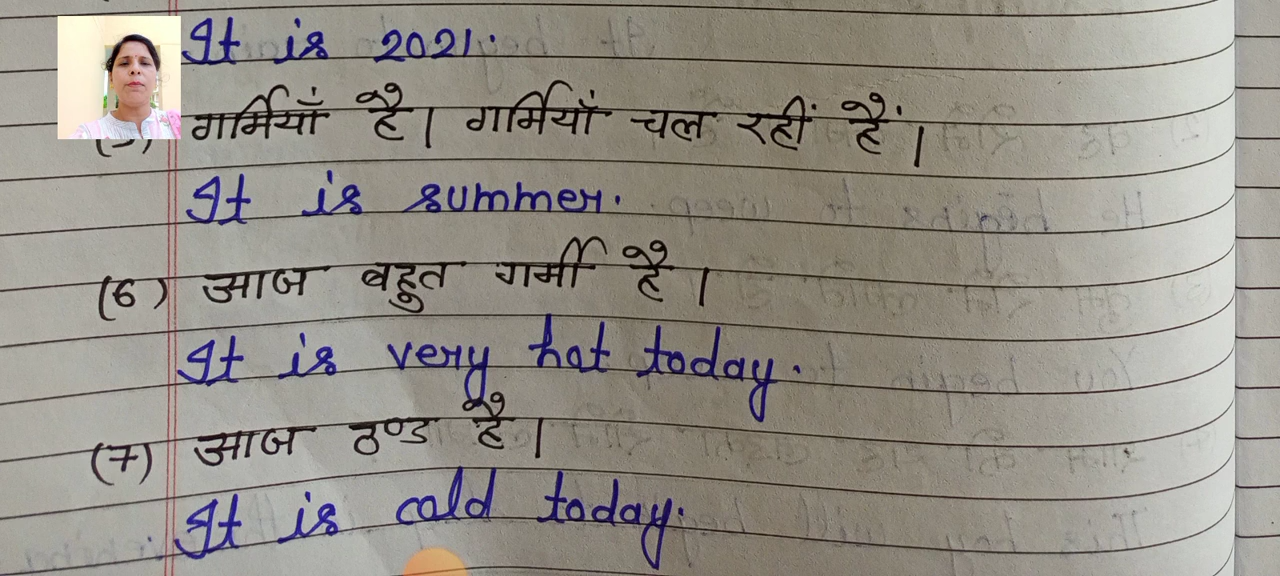 It is 2021.
(5) गर्मियाँ है। गर्मियाँ चल रहीं हैं।
It is summer.
(6) आज बहुत गर्मी है।
It is very hot today.
(7) आज ठण्ड है।
It is cold today.